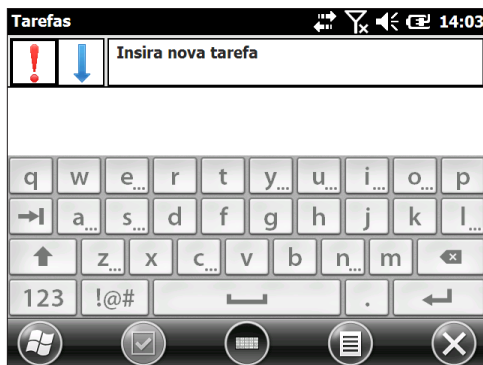 Tarefas 14:03
Insira nova tarefa
q w e... r t y... u... i... o... p
a... s... d f g h j k l...
z... x c... v b n... m
123 !@# .